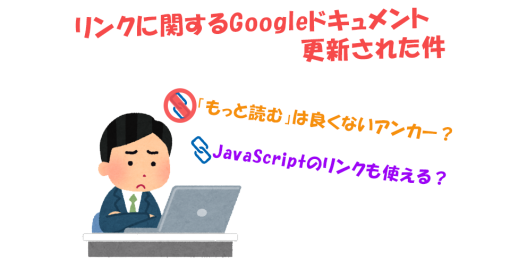 リンクに関するGoogleドキュメント
更新された件
「もっと読む」は良くないアンカー？
JavaScriptのリンクも使える？